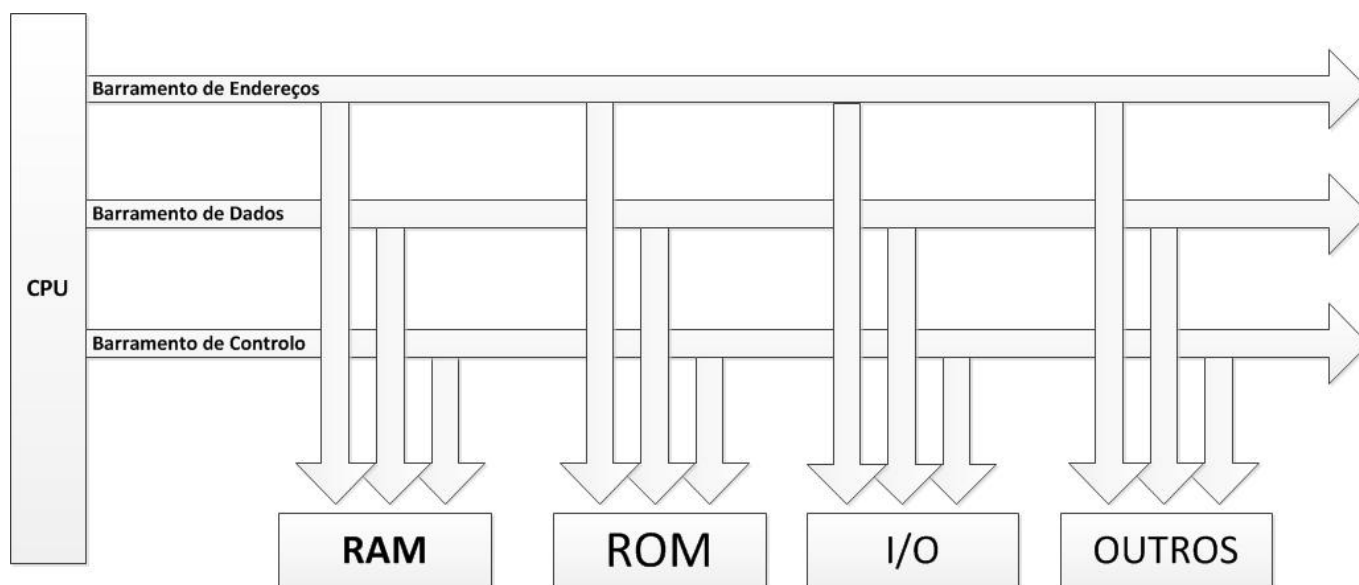 Barramento de Endereços
Barramento de Dados
CPU
Barramento de Controlo
RAM
ROM
I/O
OUTROS